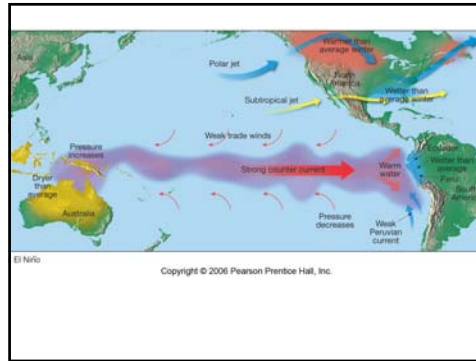 Asia
Polar jet
Warmer than
average winter
North
America
Subtropical jet
Wetter than
average winter
Weak trade winds
Pressure
increases
Strong counter current
Warm
water
Ecuador
Wetter than
average
Peru
South
America
Dryer
than
average
Australia
Pressure
decreases
Weak
Peruvian
current
El Niño
Copyright © 2006 Pearson Prentice Hall, Inc.